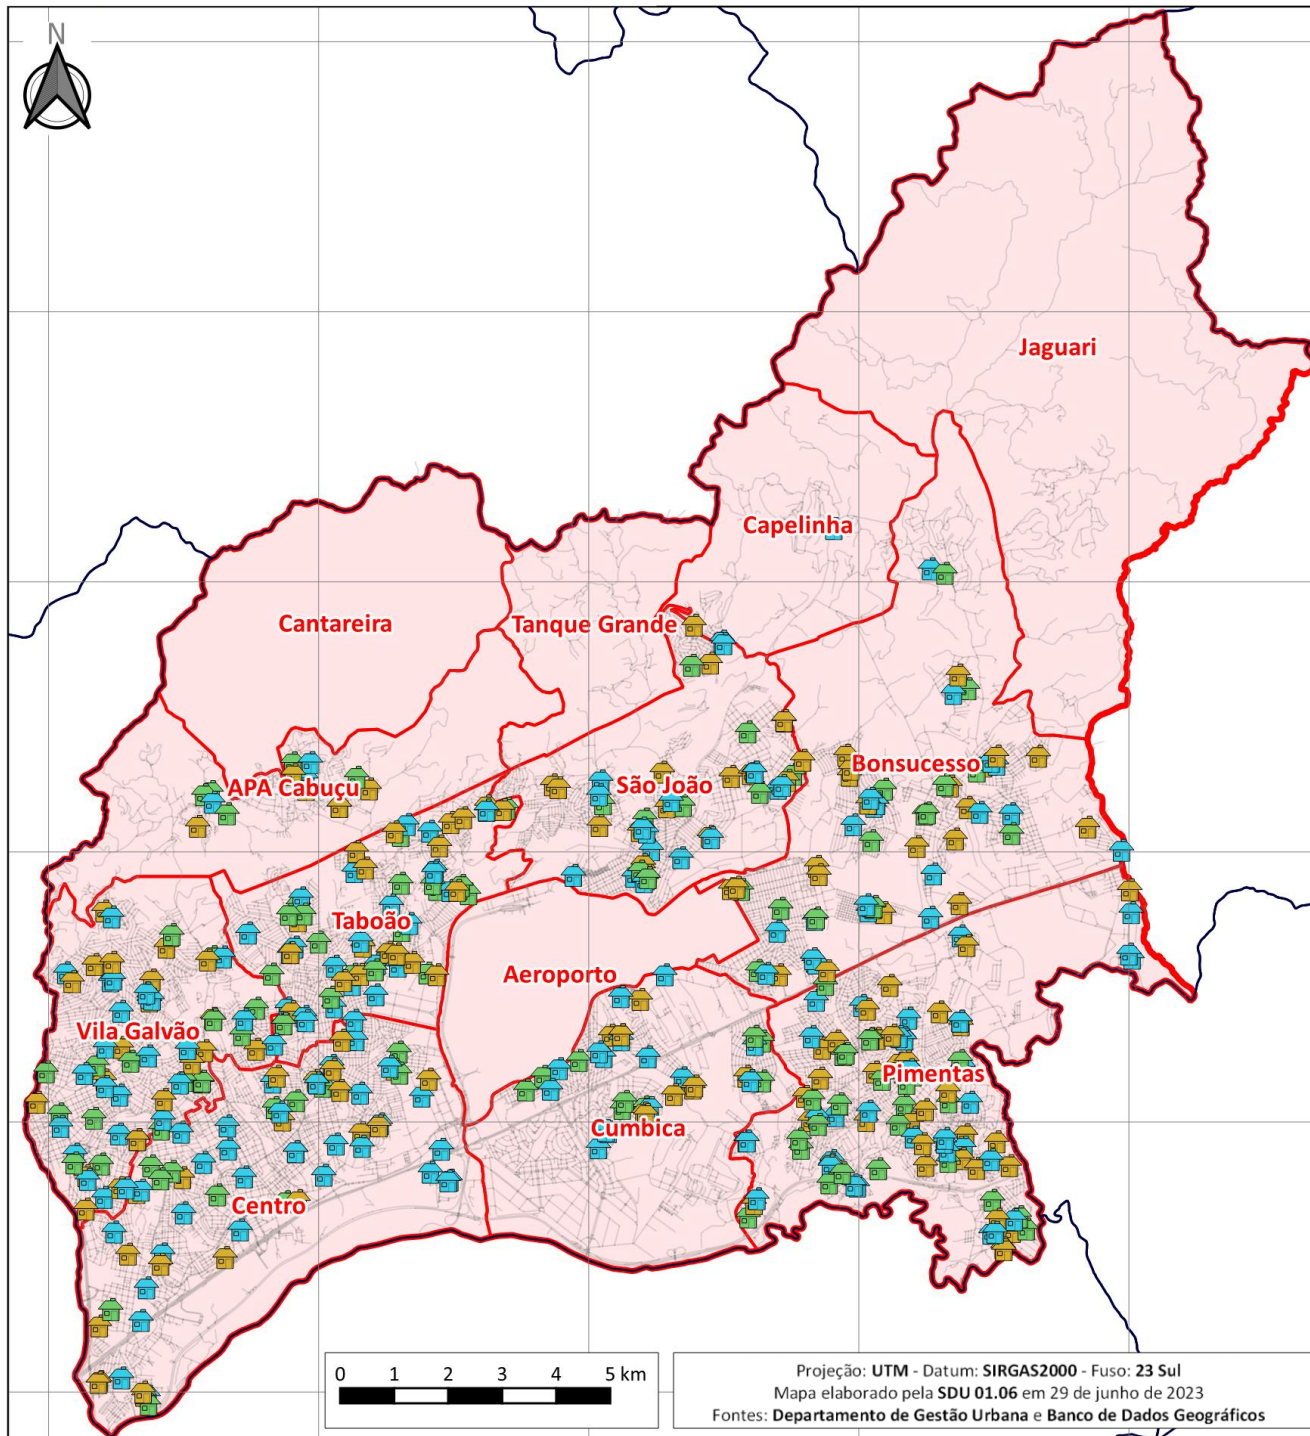 N
Jaguari
Capelinha
Cantareira
Tanque Grande
Bonsucesso
São João
APA Cabuçu
Taboão
Aeroporto
Vila Galvão
Pimentas
Cumbica
Centro
0 1 2 3 4 5 km
Projeção: UTM - Datum: SIRGAS2000 - Fuso: 23 Sul
Mapa elaborado pela SDU 01.06 em 29 de junho de 2023
Fontes: Departamento de Gestão Urbana e Banco de Dados Geográficos